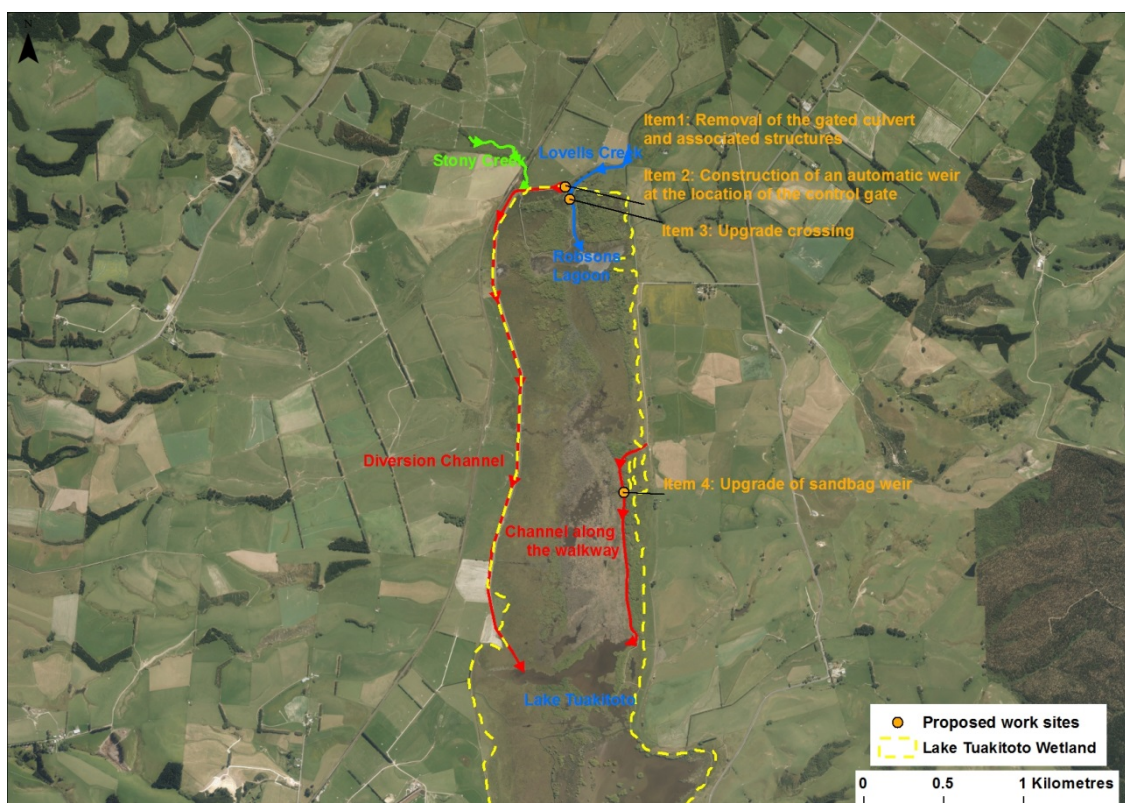 N
Item1: Removal of the gated culvert
and associated structures
Stony Creek
Lovells Creek
Item 2: Construction of an automatic weir
at the location of the control gate
Item 3: Upgrade crossing
Robsons
Lagoon
Diversion Channel
Item 4: Upgrade of sandbag weir
Channel along
the walkway
Lake Tuakitoto
Proposed work sites
Lake Tuakitoto Wetland
0 0.5 1 Kilometres